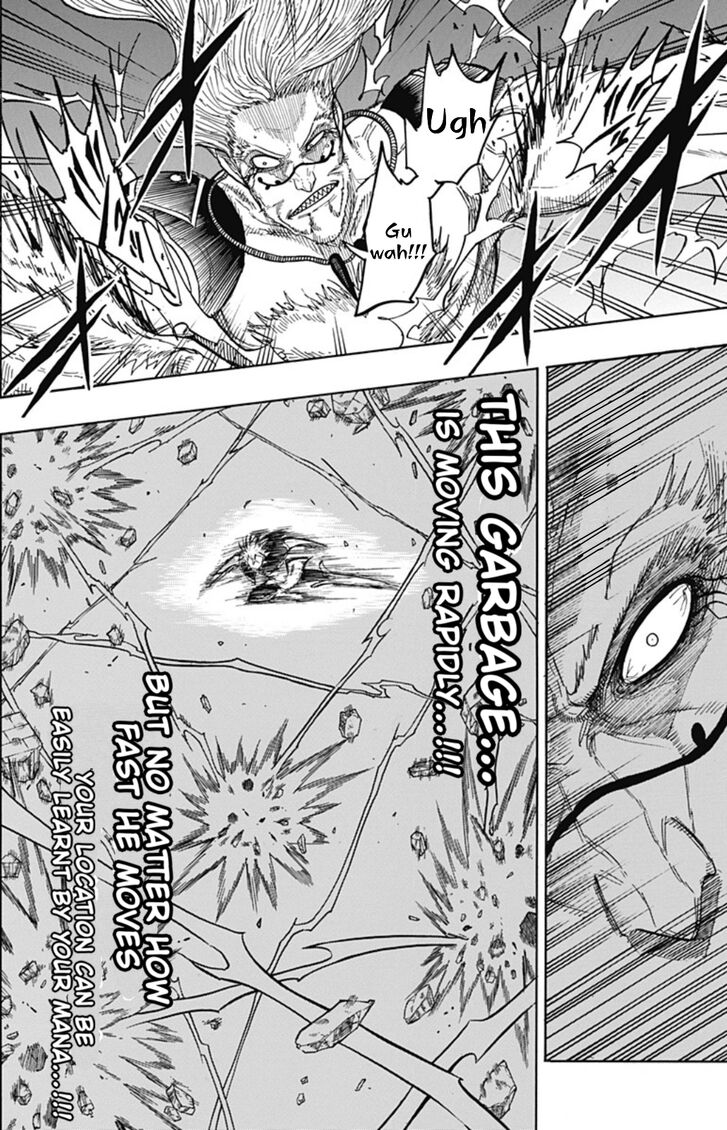 Ugh
Gu
wah!!!
THIS GARBAGE...
IS MOVING RAPIDLY...!!!!
BUT NO MATTER HOW
FAST HE MOVES
YOUR LOCATION CAN BE
EASILY LEARNT BY YOUR MANA...!!!!